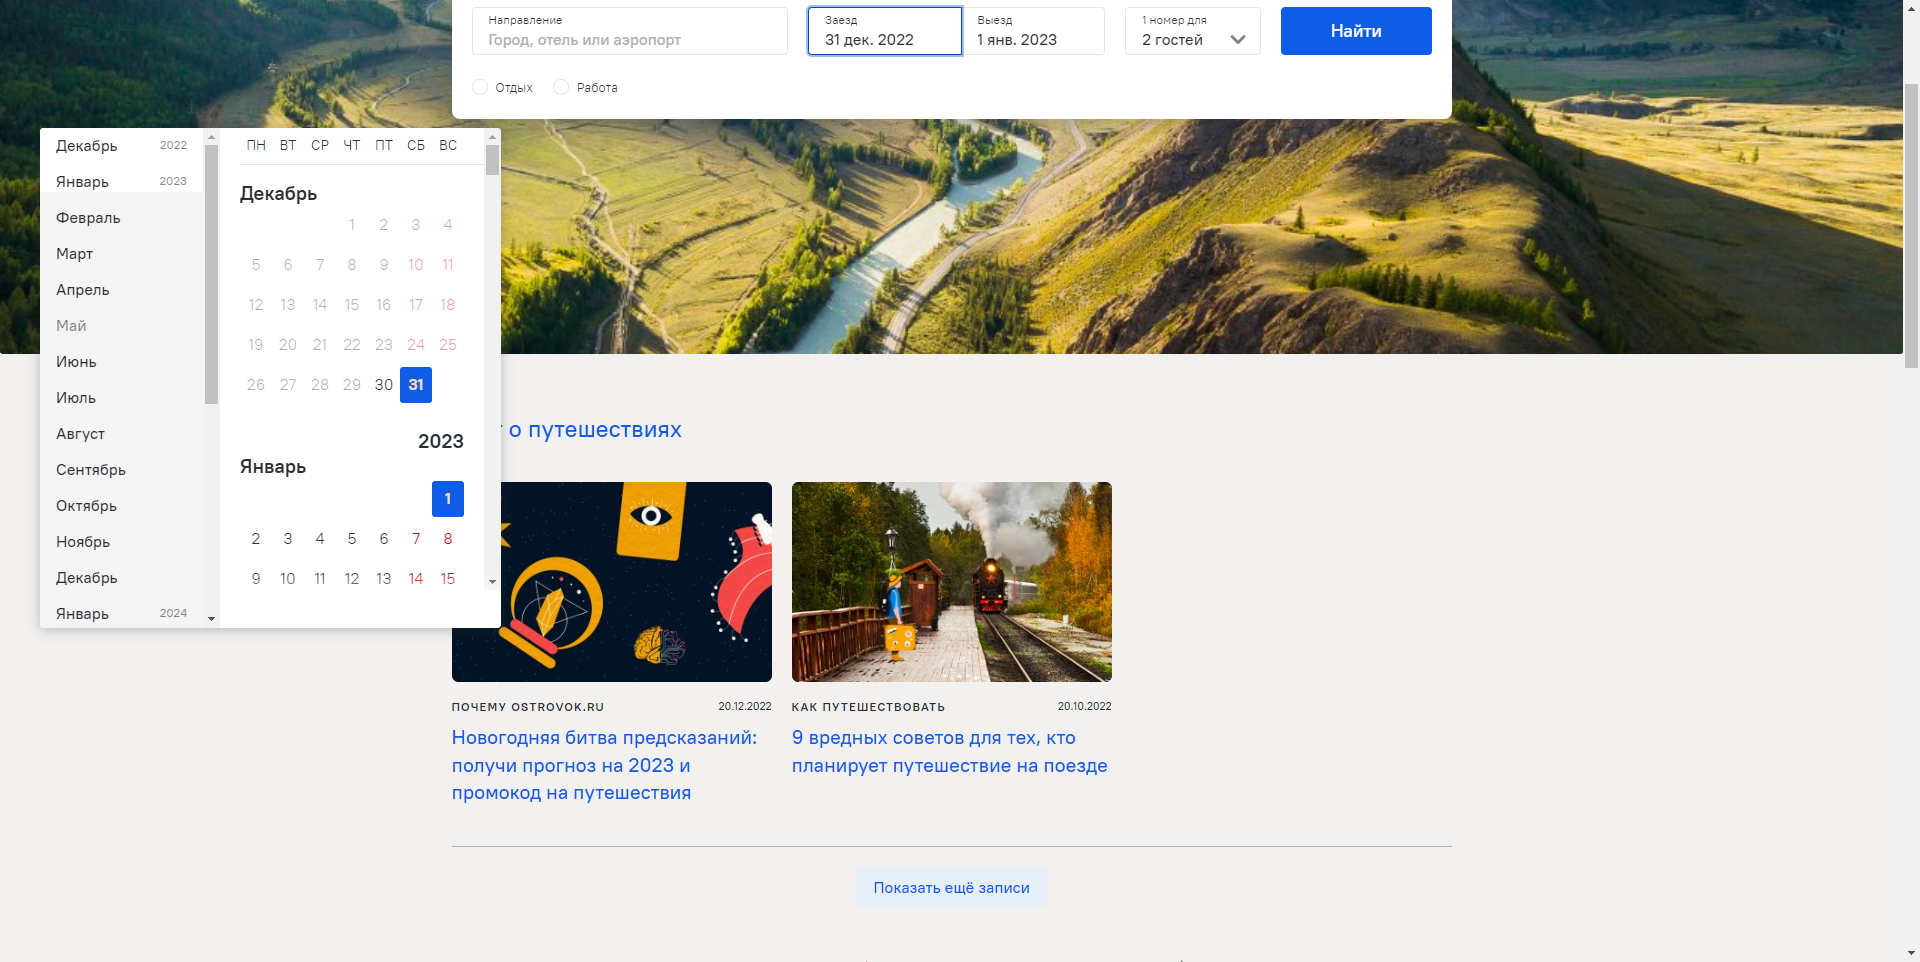 Направление
Город, отель или аэропорт
Заезд
31 дек. 2022
Выезд
1 янв. 2023
1 номер для
2 гостей
Найти
Отдых
Работа
Декабрь 2022
Январь 2023
Февраль
Март
Апрель
Май
Июнь
Июль
Август
Сентябрь
Октябрь
Ноябрь
Декабрь
Январь 2024
ПН ВТ СР ЧТ ПТ СБ ВС
Декабрь
1 2 3 4
5 6 7 8 9 10 11
12 13 14 15 16 17 18
19 20 21 22 23 24 25
26 27 28 29 30 31
2023
Январь
1
2 3 4 5 6 7 8
9 10 11 12 13 14 15
о путешествиях
ПОЧЕМУ OSTROVOK.RU 20.12.2022
Новогодняя битва предсказаний:
получи прогноз на 2023 и
промокод на путешествия
КАК ПУТЕШЕСТВОВАТЬ 20.10.2022
9 вредных советов для тех, кто
планирует путешествие на поезде
Показать ещё записи